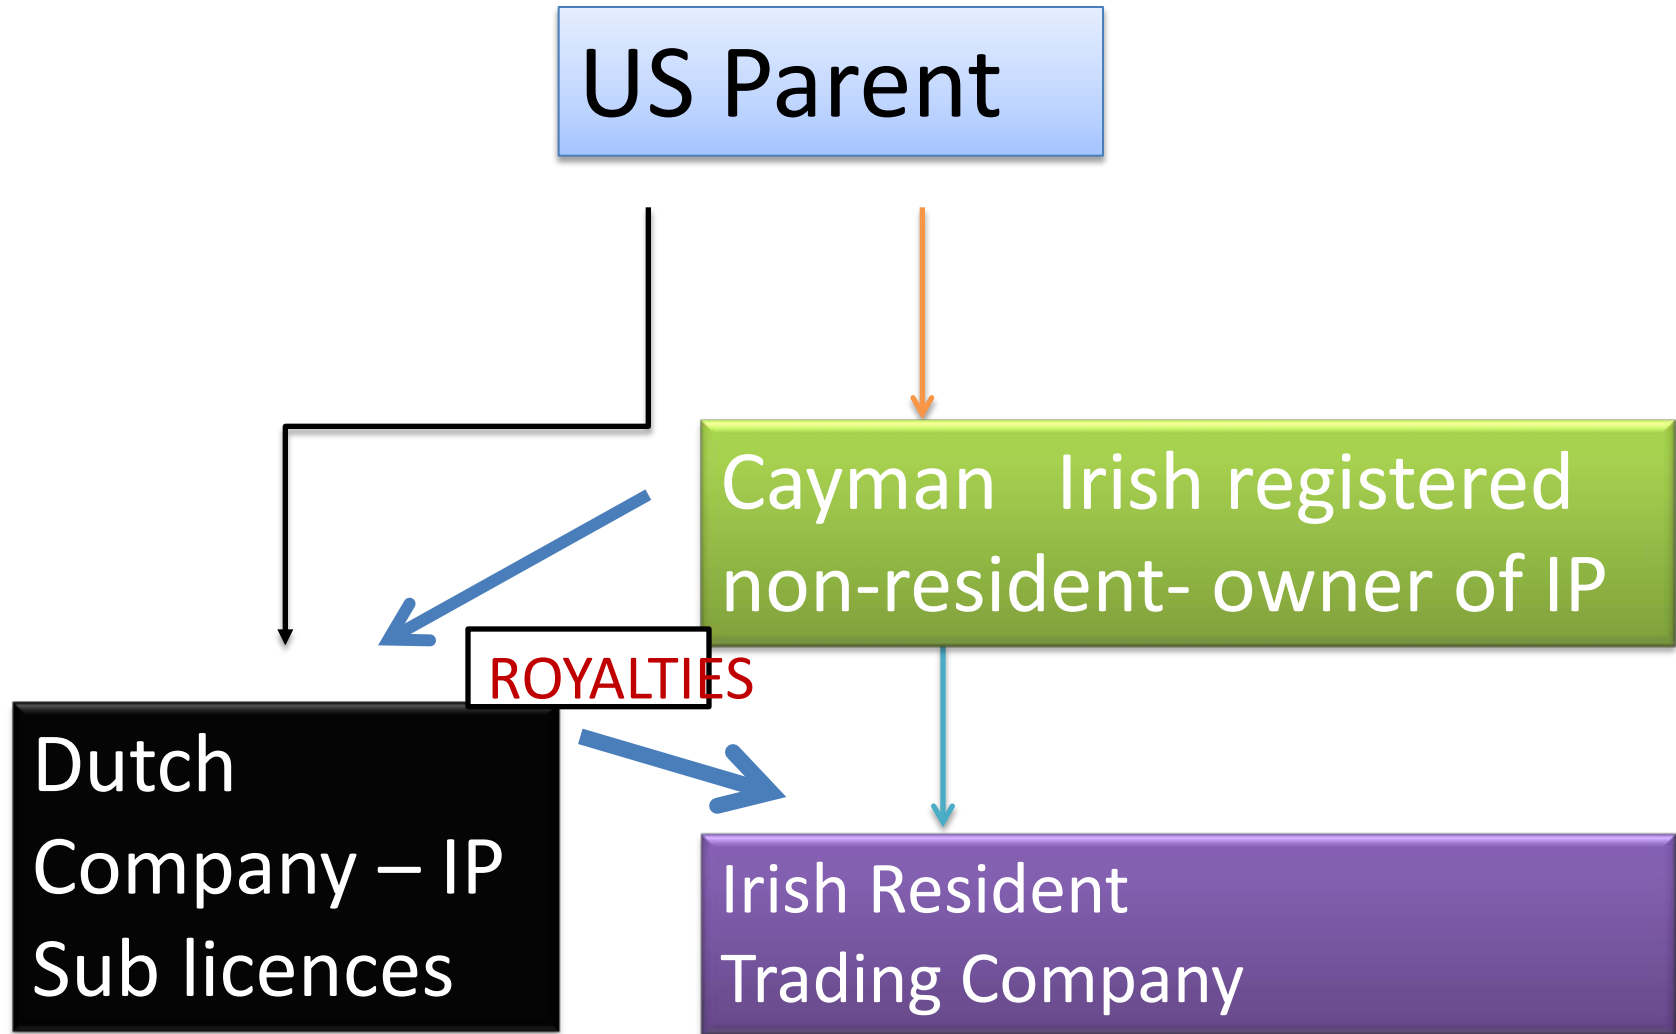 US Parent
Cayman   Irish registered
non-resident- owner of IP
ROYALTIES
Dutch
Company – IP
Sub licences
Irish Resident
Trading Company